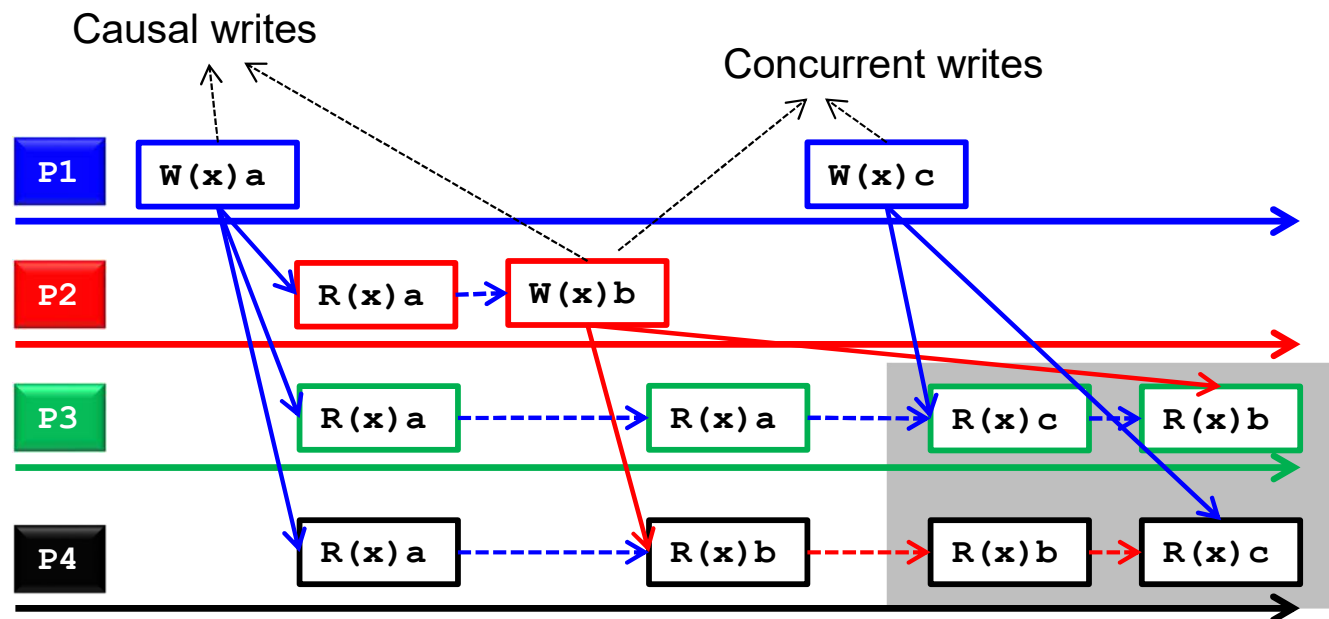 Causal writes
Concurrent writes
P1 W(x)a W(x)c
P2 R(x)a W(x)b
P3 R(x)a R(x)a R(x)c R(x)b
P4 R(x)a R(x)b R(x)b R(x)c